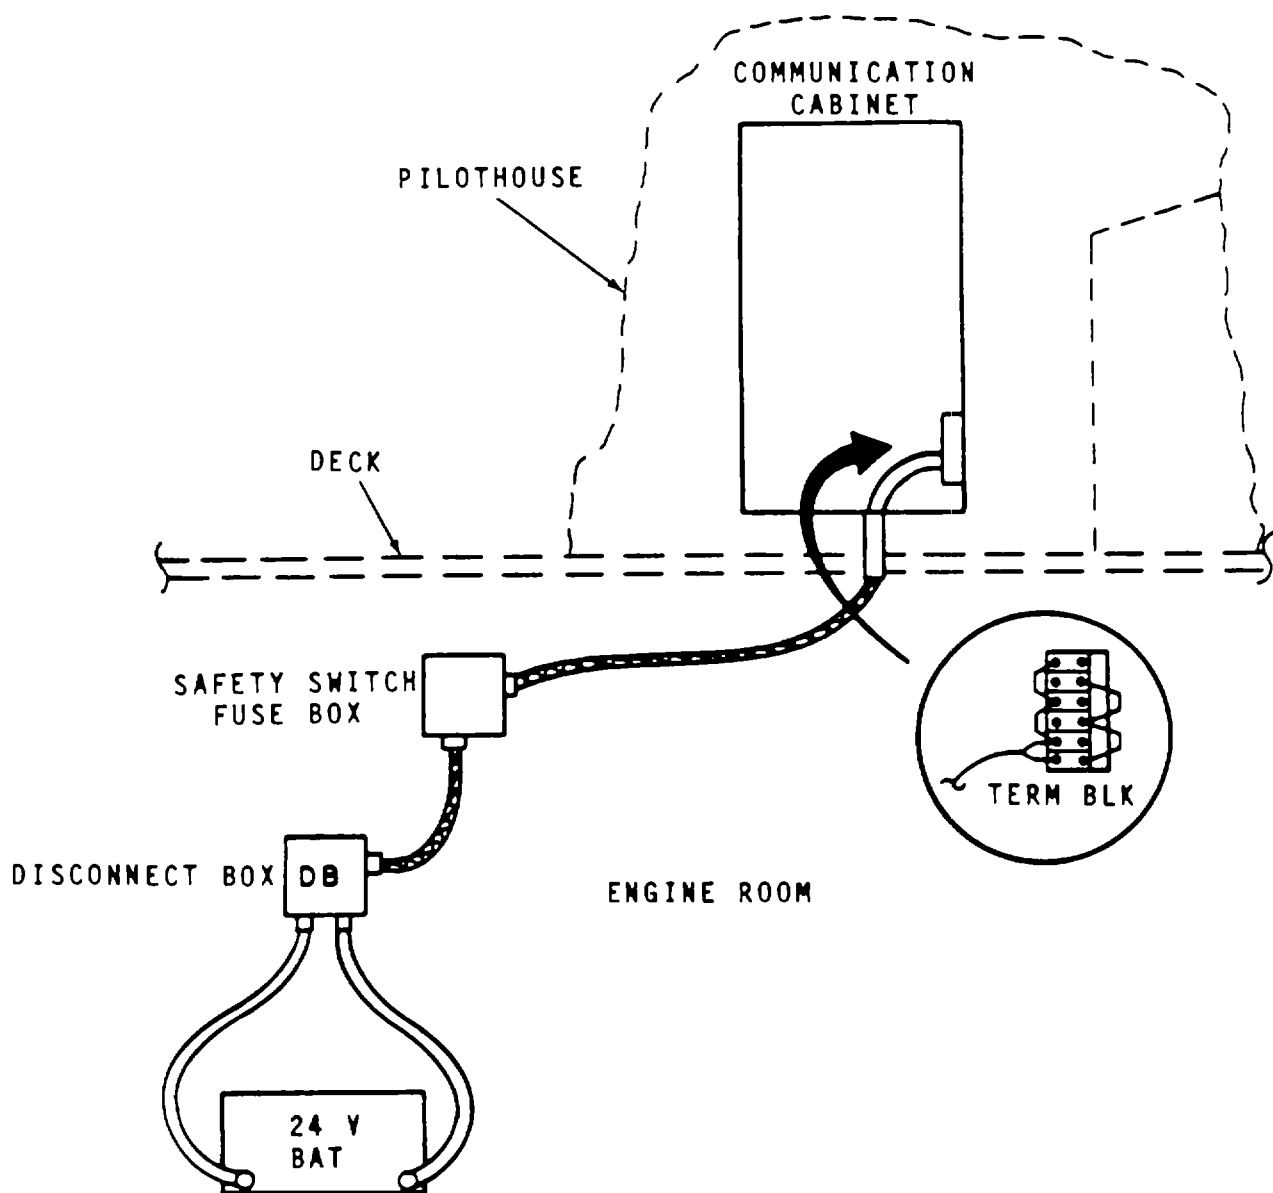 COMMUNICATION
CABINET
PILOTHOUSE
DECK
SAFETY SWITCH
FUSE BOX
TERM BLK
DISCONNECT BOX
DB
ENGINE ROOM
24 V
BAT